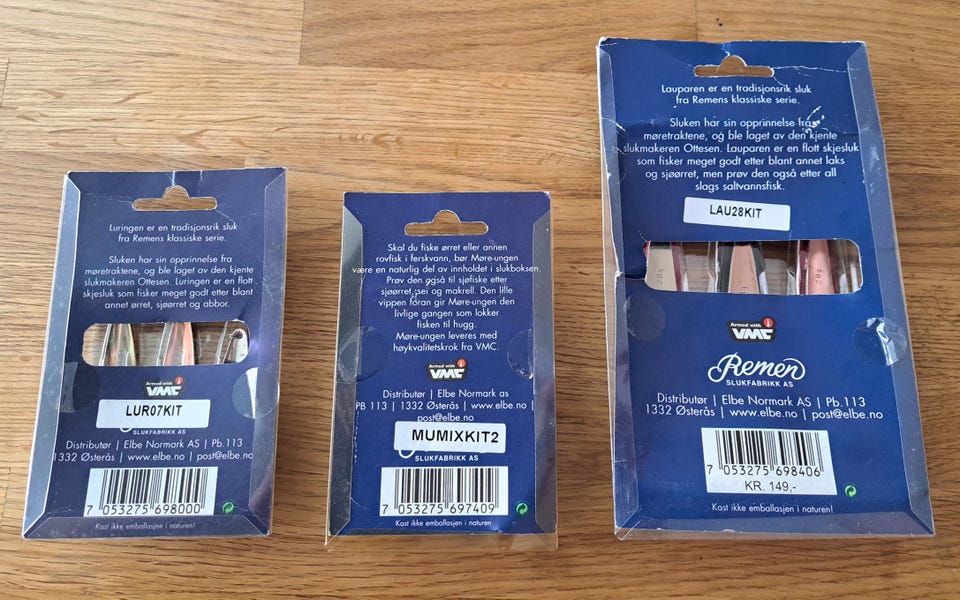 Luringen er en tradisjonsrik sluk
fra Remens klassiske serie.
Sluken har sin opprinnelse fra
møretraktene, og ble laget av den kjente
slukmakeren Ottesen. Luringen er en flott
skjesluk som fisker meget godt etter blant
annet ørret, sjøørret og abbor.
Armed with
VMC
LUR07KIT
SLUKFABRIKK AS
Distributør | Elbe Normark AS | Pb.113
1332 Østerås | www.elbe.no | post@elbe.no
7 053275 698000
Kast ikke emballasjen i naturen!
Skal du fiske ørret eller annen
rovfisk i ferskvann, bør Møre-ungen
være en naturlig del av innholdet i slukboksen.
Prøv den også til sjøfiske etter
sjøørret, sei og makrell. Den lille
vippen foran gir Møre-ungen den
livlige gangen som lokker
fisken til hugg.
Møre-ungen leveres med
høykvalitetskrok fra VMC.
Armed with
VMC
Distributør | Elbe Normark as
PB 113 | 1332 Østerås | www.elbe.no |
post@elbe.no
MUMIXKIT2
SLUKFABRIKK AS
7 053275 697409
Kast ikke emballasjen i naturen
Lauparen er en tradisjonsrik sluk
fra Remens klassiske serie.
Sluken har sin opprinnelse fra
møretraktene, og ble laget av den kjente
slukmakeren Ottesen. Lauparen er en flott skjesluk
som fisker meget godt etter blant annet laks
og sjøørret, men prøv den også etter all
slags saltvannsfisk.
LAU28KIT
28g
28g
Armed with
VMC
Remen
SLUKFABRIKK AS
Distributør | Elbe Normark AS | Pb.113
1332 Østerås | www.elbe.no | post@elbe.no
7 053275 698406
KR. 149,-
Kast ikke emballasjen i naturen!